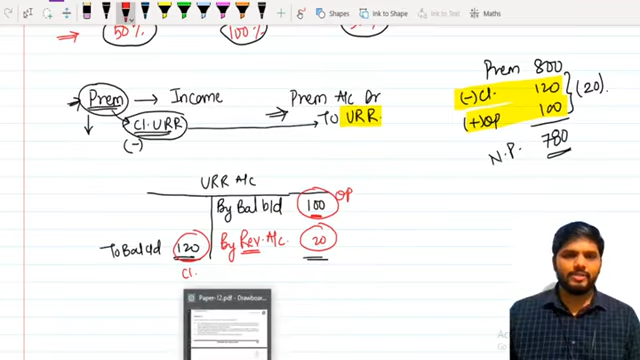 Shapes
Ink to Shape
Ink to Text
Maths
50%
100%
50%
Prem 800
(-) Cl. 120
(+) OP 100
(20).
N.P. 780
Prem → Income
Prem A/c Dr
Cl. URR
To URR.
(-)
URR A/c
By Bal b/d 100 OP
To Bal c/d 120
By Rev. A/c. 20
Cl.
Paper-12.pdf - Drawboar...